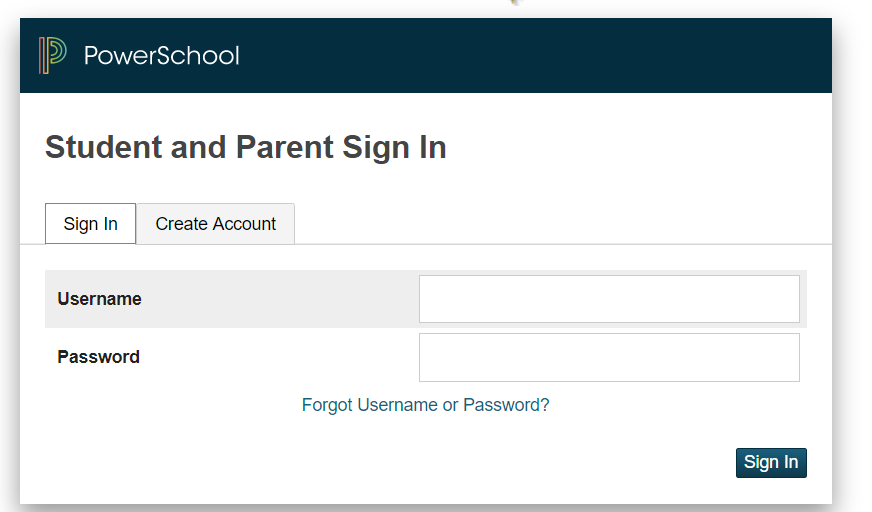 PowerSchool
Student and Parent Sign In
Sign In
Create Account
Username
Password
Forgot Username or Password?
Sign In